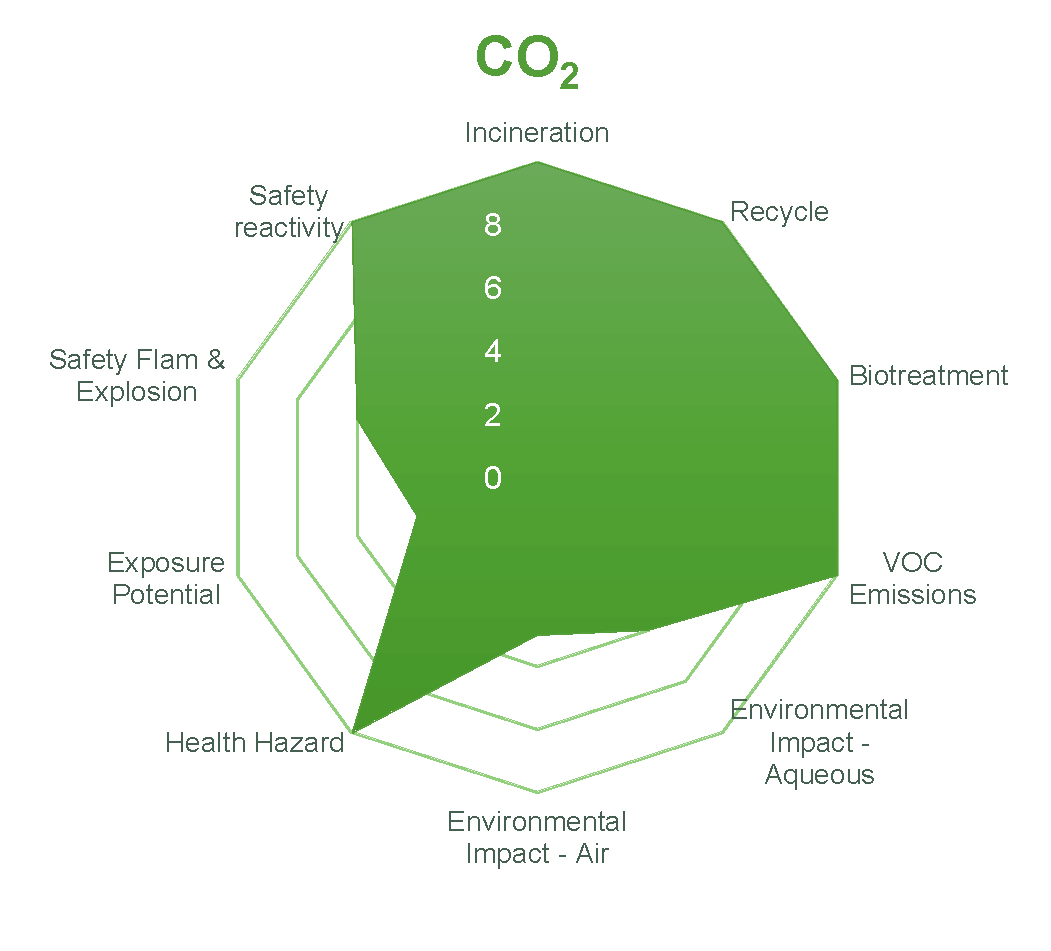 CO₂
Incineration
Safety
reactivity
Recycle
8
6
4
2
0
Safety Flam &
Explosion
Biotreatment
Exposure
Potential
VOC
Emissions
Health Hazard
Environmental
Impact -
Aqueous
Environmental
Impact - Air